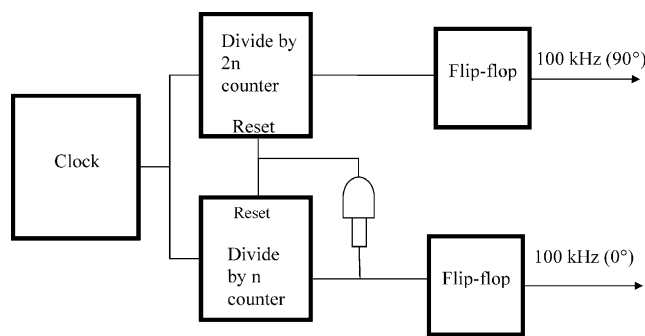 Divide by
2n
counter
Reset
Flip-flop
100 kHz (90°)
Clock
Reset
Divide
by n
counter
Flip-flop
100 kHz (0°)